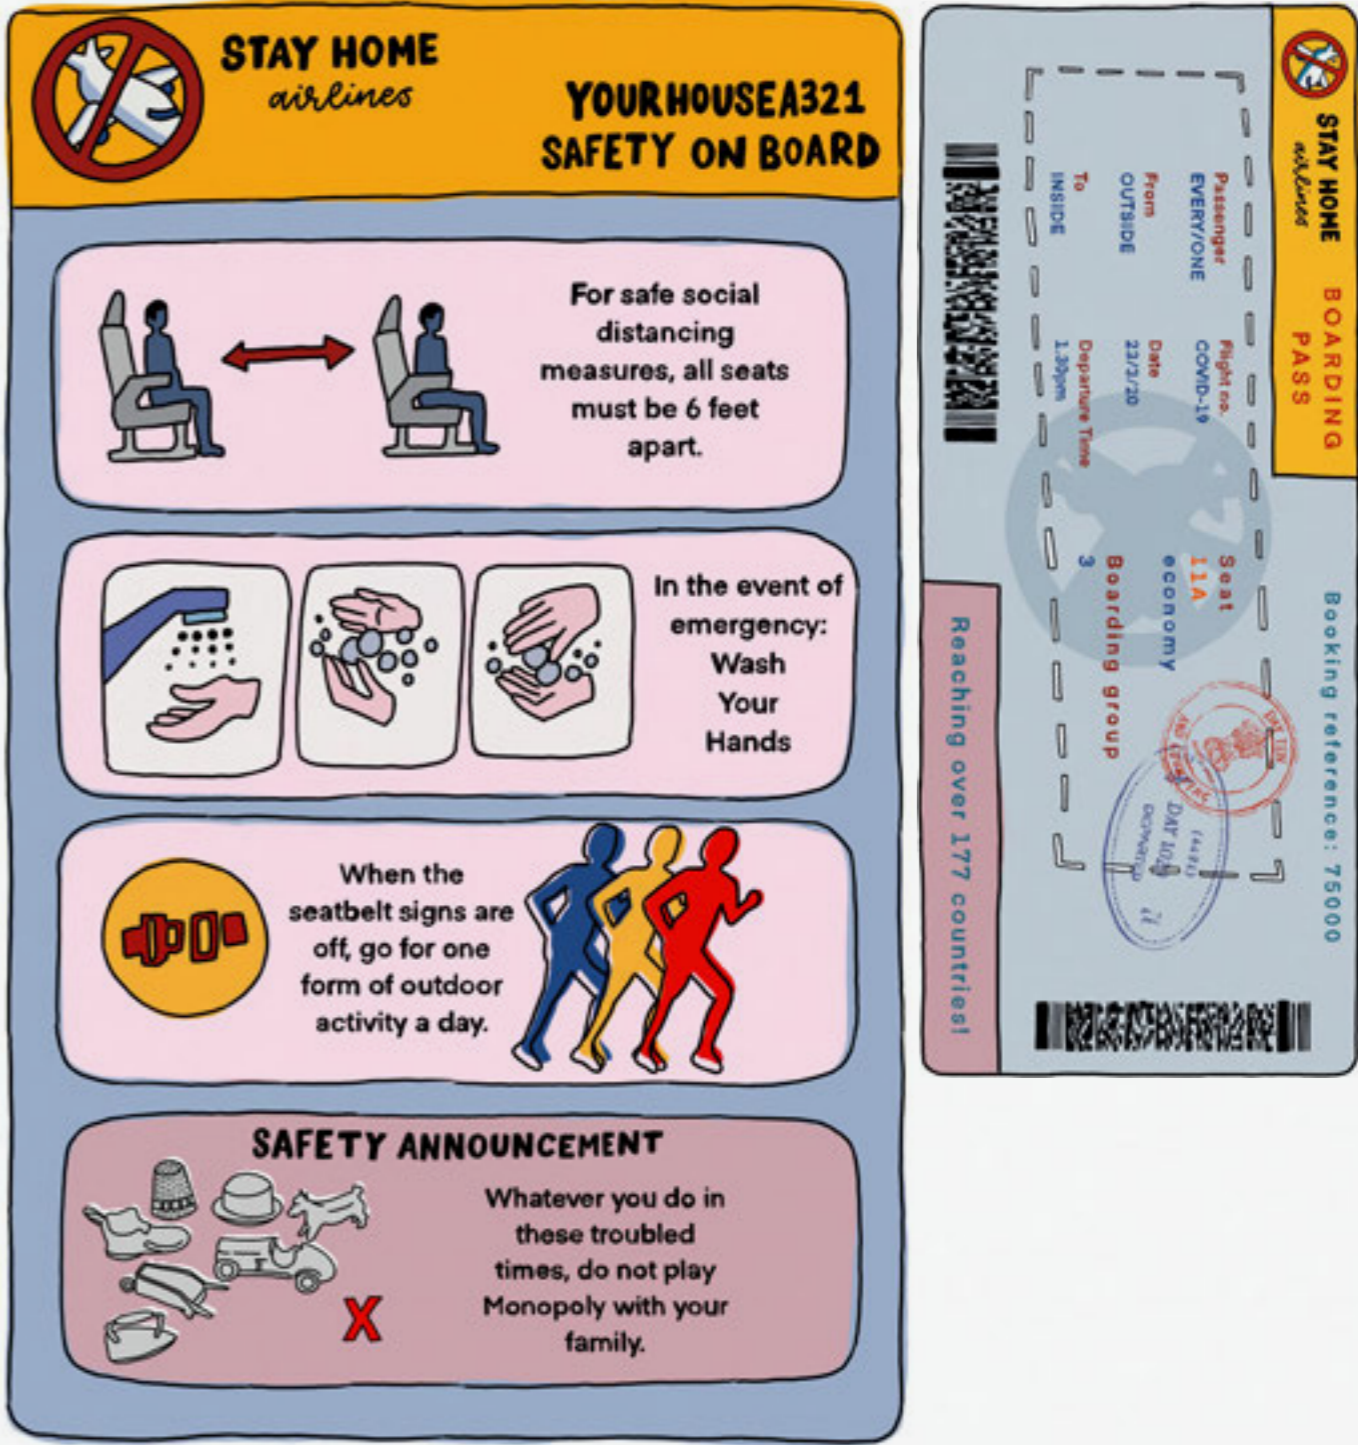 STAY HOME
airlines
YOURHOUSEA321
SAFETY ON BOARD
For safe social
distancing
measures, all seats
must be 6 feet
apart.
In the event of
emergency:
Wash
Your
Hands
When the
seatbelt signs are
off, go for one
form of outdoor
activity a day.
SAFETY ANNOUNCEMENT
Whatever you do in
these troubled
times, do not play
Monopoly with your
family.
X
STAY HOME
airlines
BOARDING
PASS
Booking reference: 75000
Passenger
EVERY/ONE
Flight no.
COVID-19
Seat
11A
economy
From
OUTSIDE
Date
23/3/20
Boarding group
3
To
INSIDE
Departure Time
1.30pm
DAY
Reaching over 177 countries!